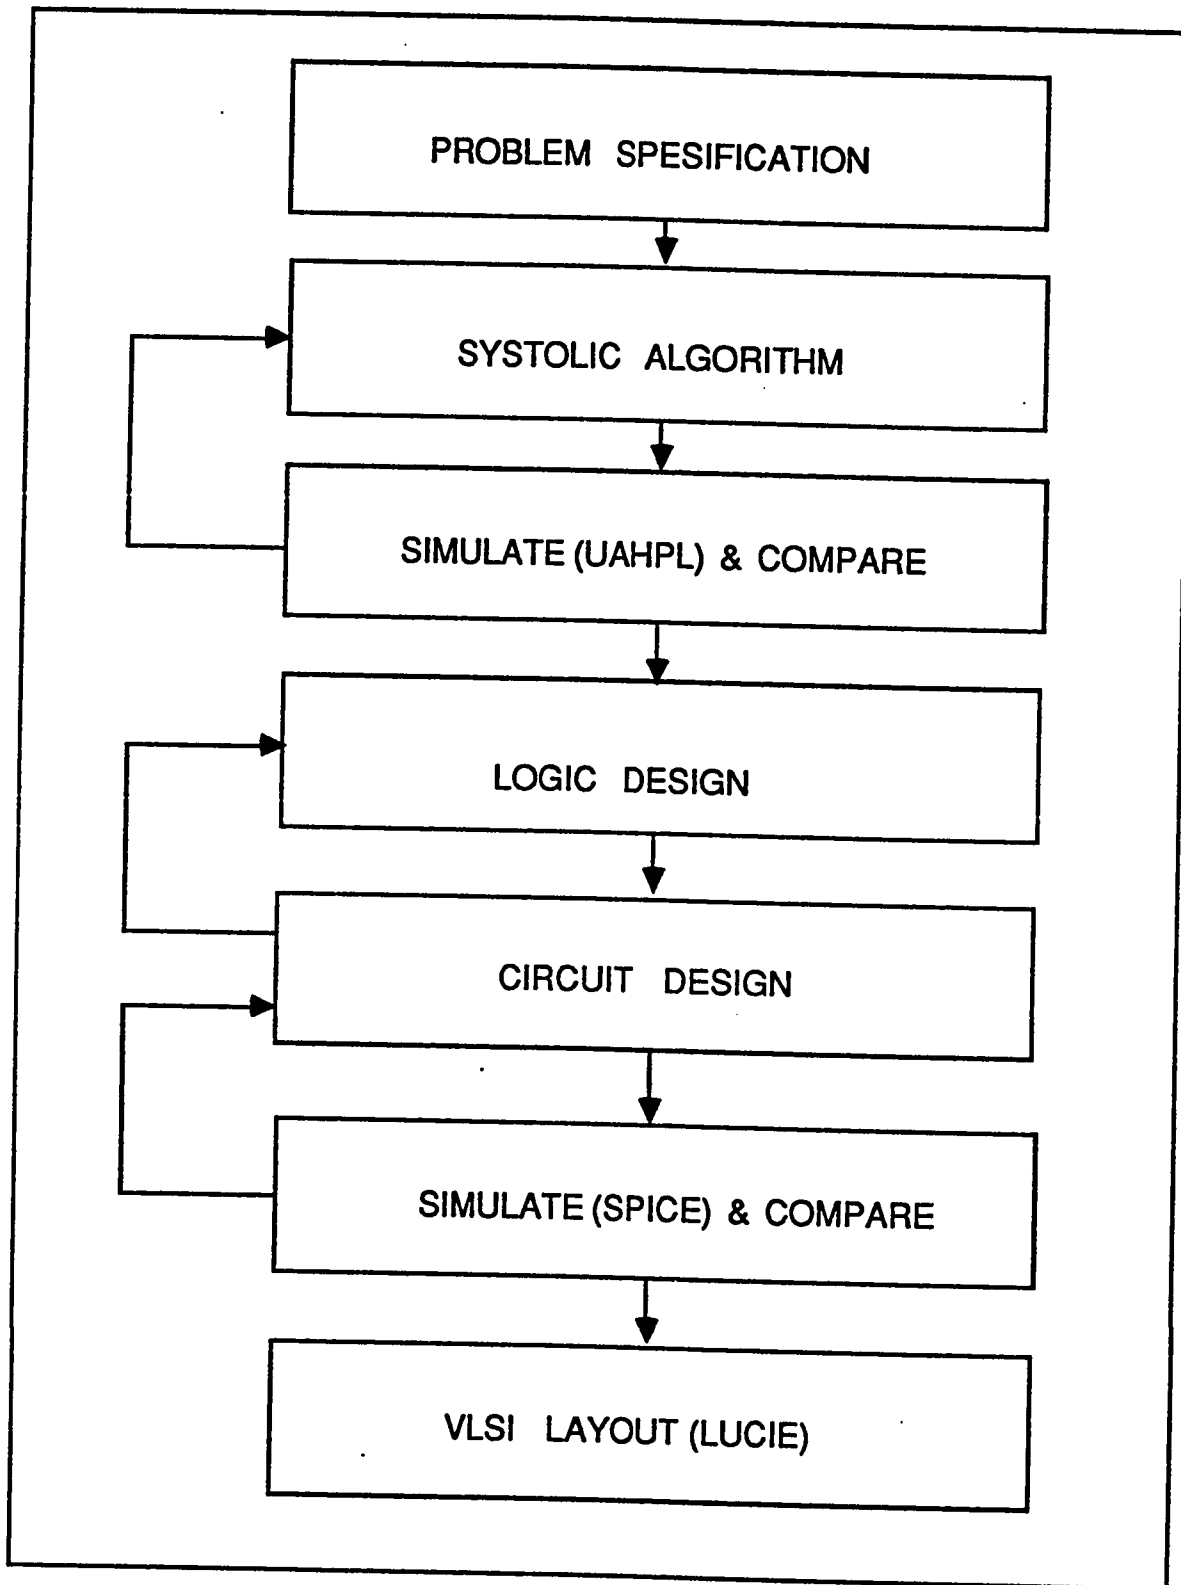 PROBLEM SPESIFICATION
SYSTOLIC ALGORITHM
SIMULATE (UAHPL) & COMPARE
LOGIC DESIGN
CIRCUIT DESIGN
SIMULATE (SPICE) & COMPARE
VLSI LAYOUT (LUCIE)